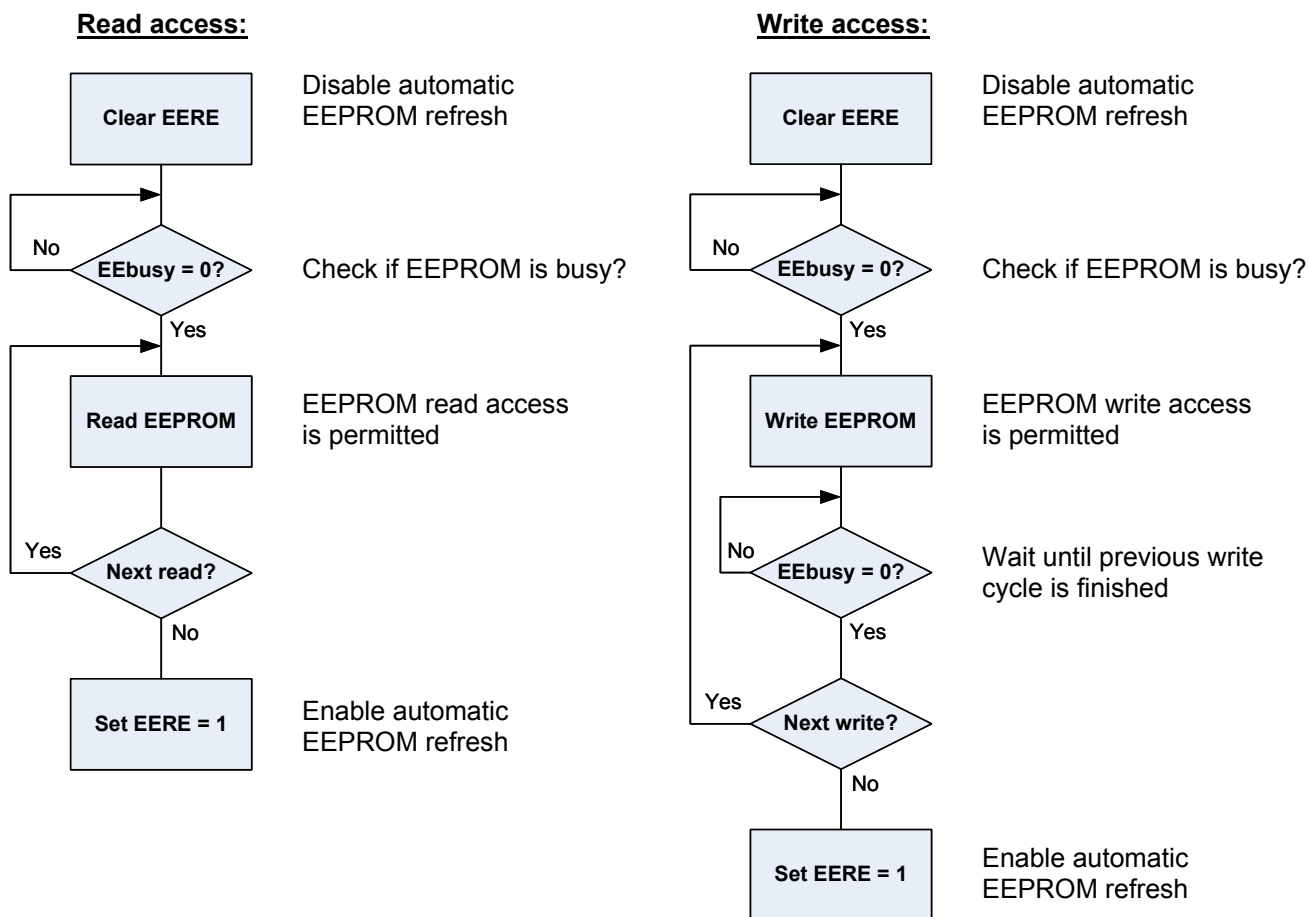 Read access:
Clear EERE
Disable automatic
EEPROM refresh
No
EEbusy = 0?
Check if EEPROM is busy?
Yes
Read EEPROM
EEPROM read access
is permitted
Yes
Next read?
No
Set EERE = 1
Enable automatic
EEPROM refresh
Write access:
Clear EERE
Disable automatic
EEPROM refresh
No
EEbusy = 0?
Check if EEPROM is busy?
Yes
Write EEPROM
EEPROM write access
is permitted
No
EEbusy = 0?
Wait until previous write
cycle is finished
Yes
Yes
Next write?
No
Set EERE = 1
Enable automatic
EEPROM refresh